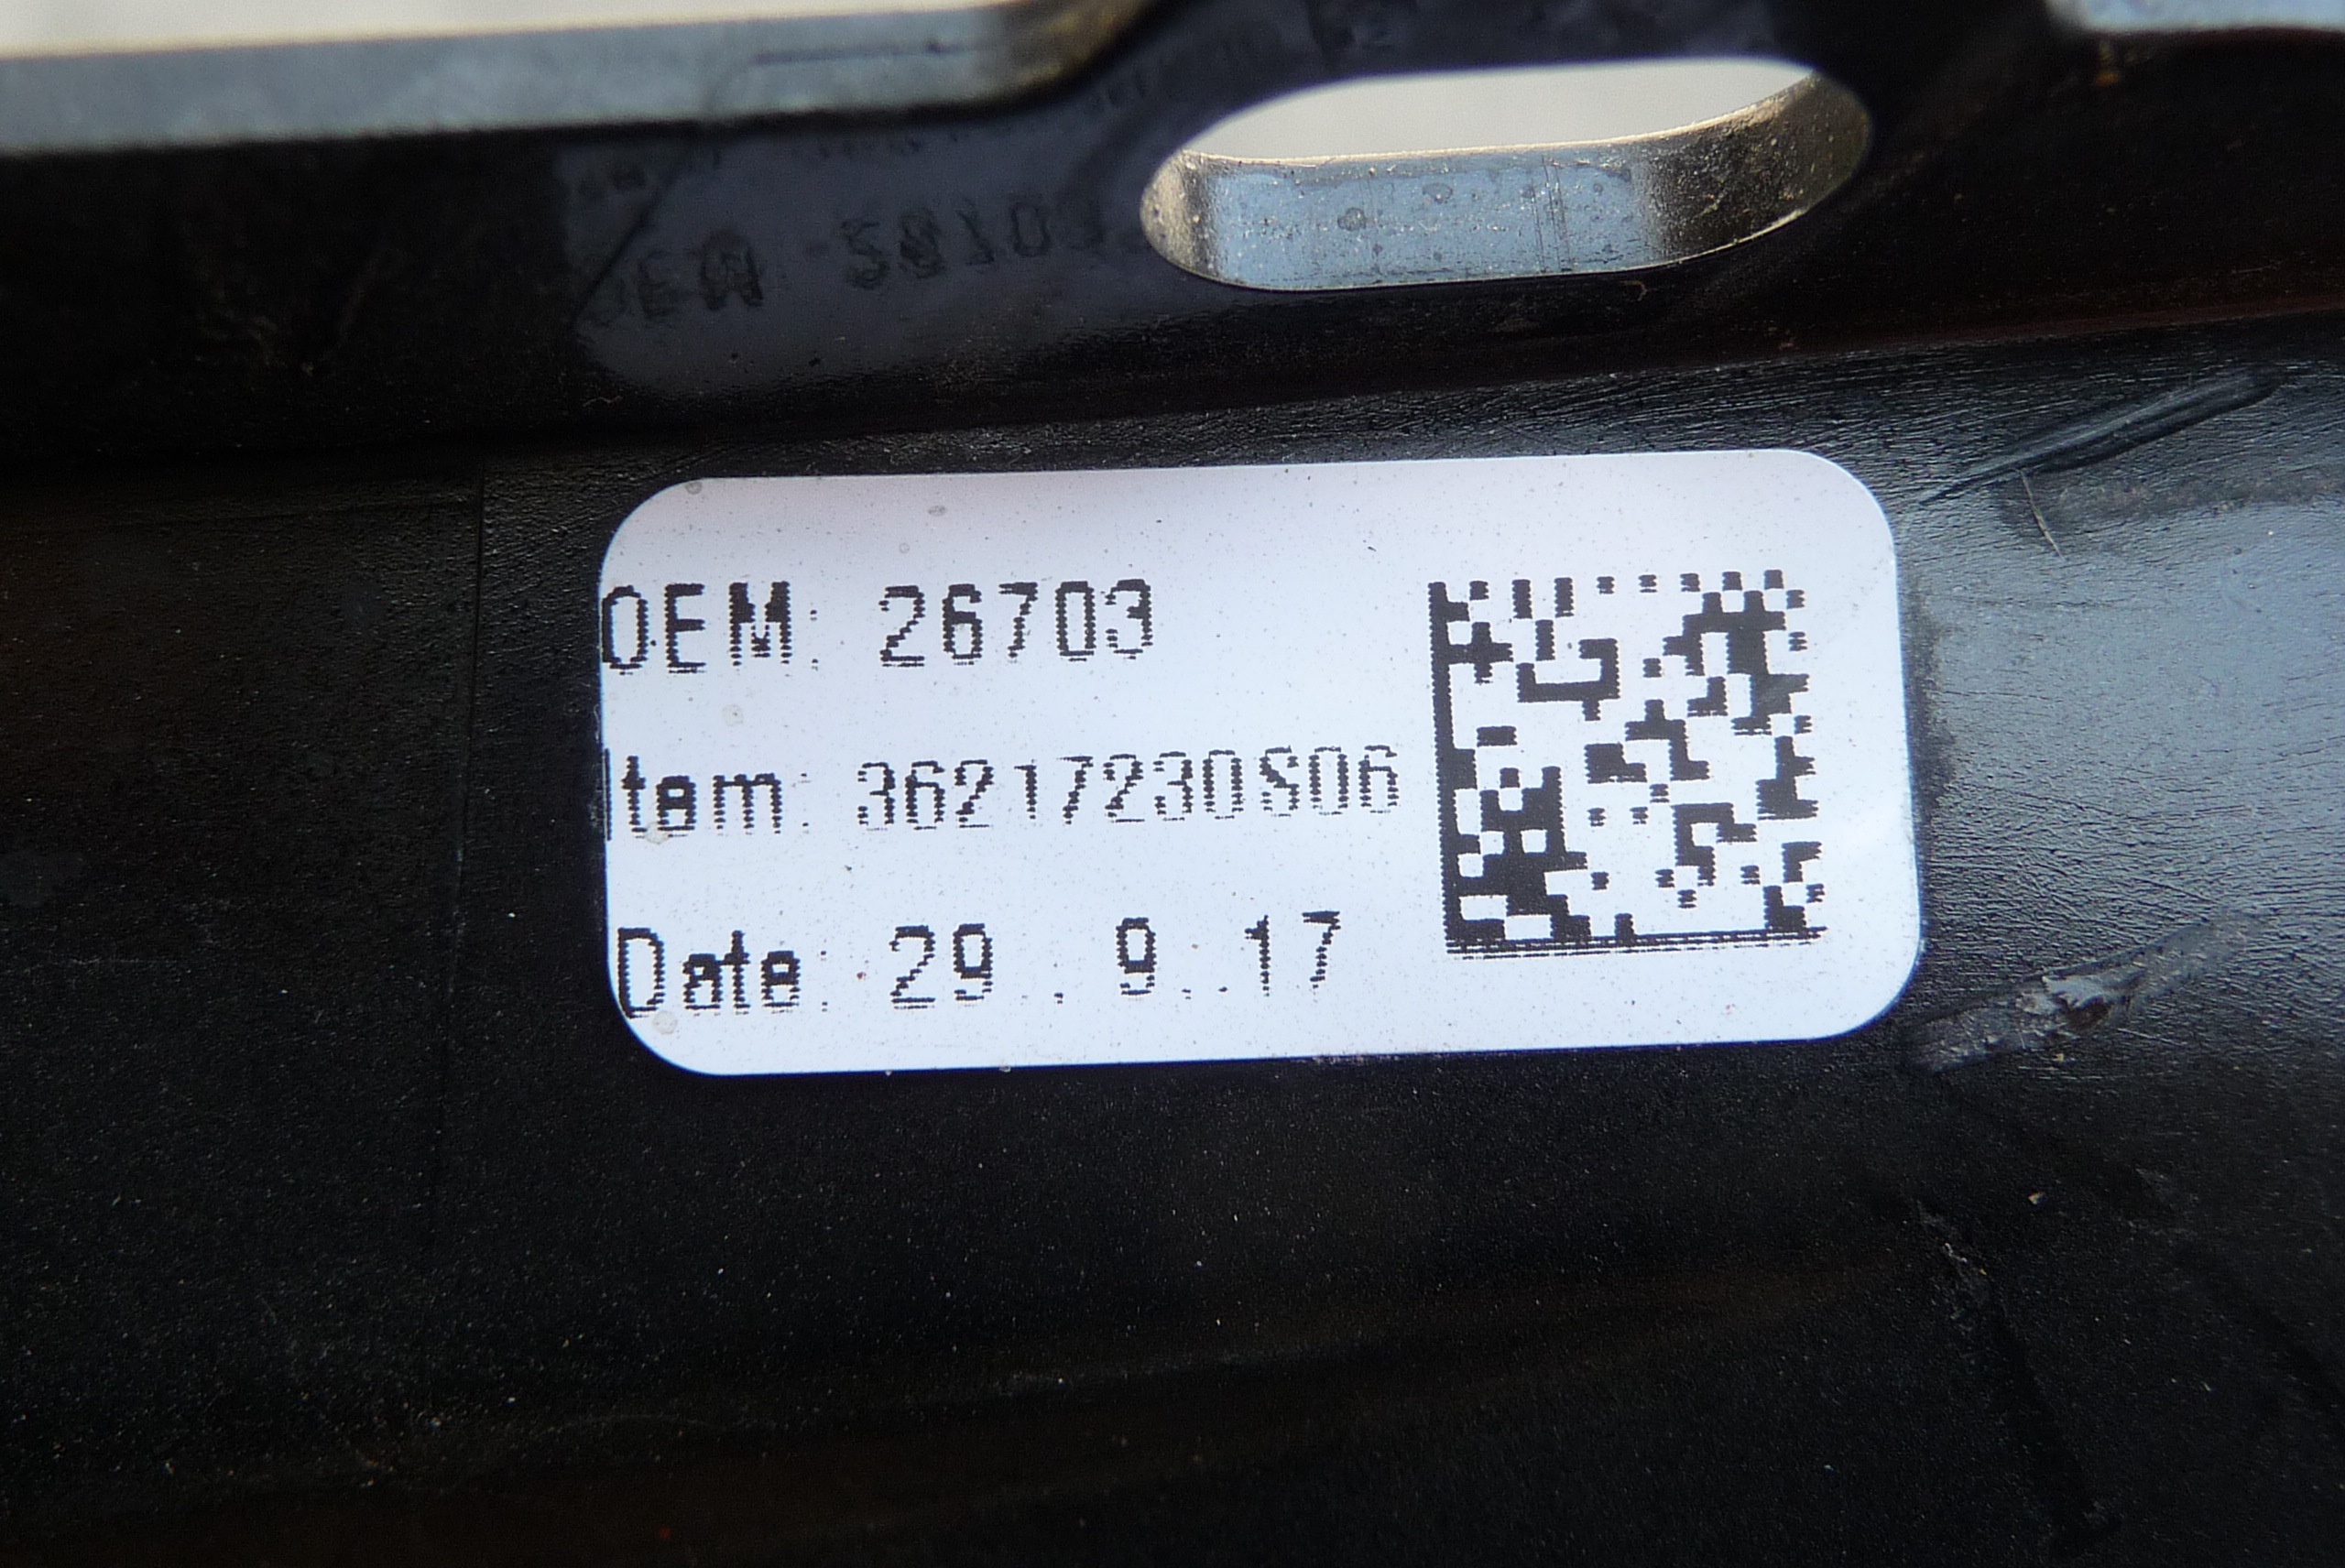 OEM: 26703
Item: 36217230S06
Date: 29 . 9..17